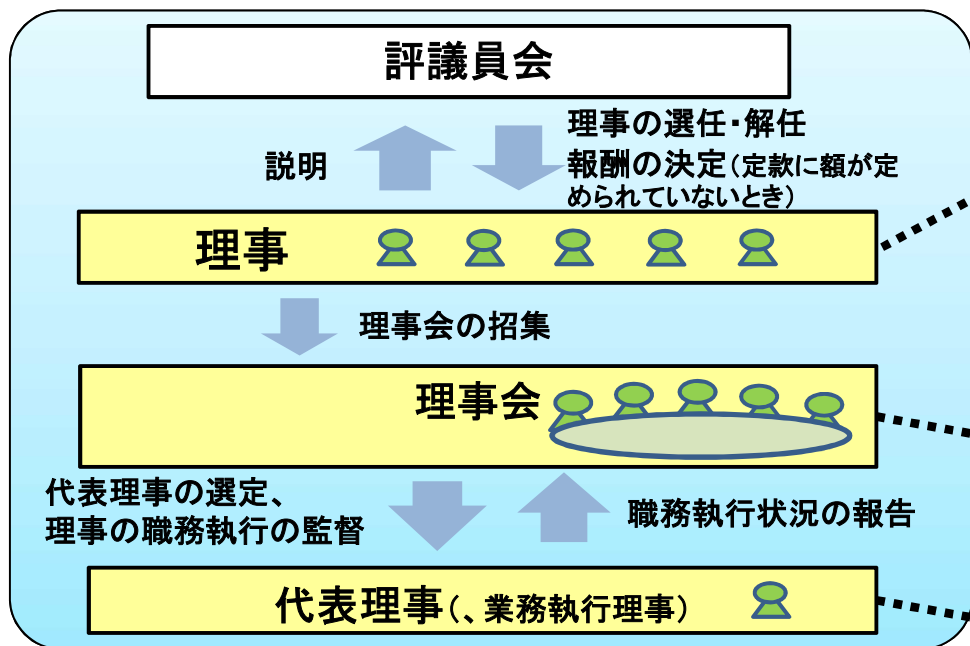 評議員会
説明
理事の選任・解任
報酬の決定（定款に額が定
められていないとき）
理事
理事会の招集
理事会
代表理事の選定、
理事の職務執行の監督
職務執行状況の報告
代表理事（、業務執行理事）